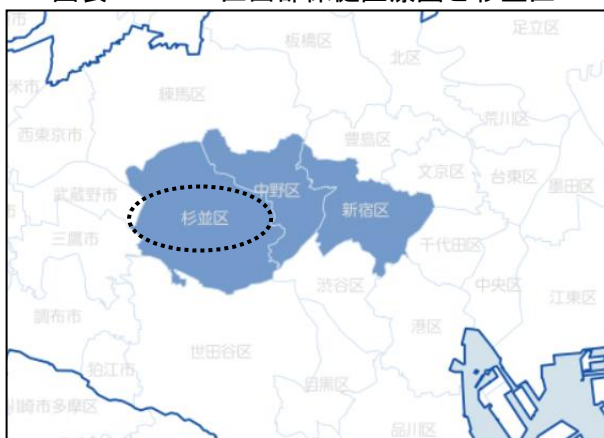 足立区
板橋区
北区
練馬区
荒川区
西東京市
豊島区
文京区
台東区
墨田区
武蔵野市
中野区
杉並区
新宿区
千代田区
三鷹市
渋谷区
中央区
江東区
調布市
港区
世田谷区
狛江市
目黒区
川崎市多摩区
品川区